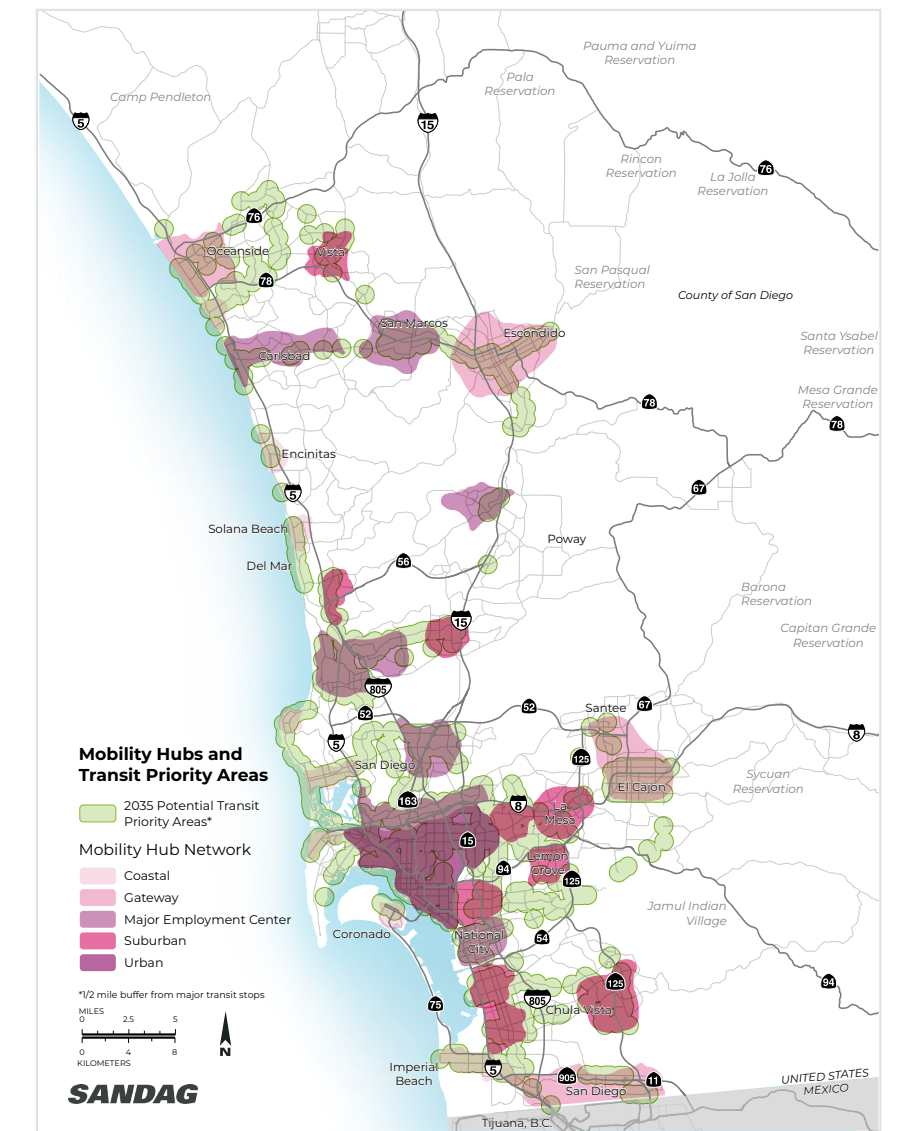 Pauma and Yuima
Reservation
Pala
Reservation
Camp Pendleton
5
15
Rincon
Reservation
La Jolla
Reservation
76
76
Oceanside
Vista
78
San Pasqual
Reservation
County of San Diego
San Marcos
Escondido
Carlsbad
Santa Ysabel
Reservation
Mesa Grande
Reservation
78
78
Encinitas
5
67
Solana Beach
Poway
Del Mar
56
Barona
Reservation
15
Capitan Grande
Reservation
805
52
52
Santee
67
5
8
125
San Diego
El Cajon
Sycuan
Reservation
163
8
La
Mesa
15
94
Lemon
Grove
125
Jamul Indian
Village
Coronado
National
City
54
94
125
75
805
Chula Vista
Imperial
Beach
5
905
San Diego
11
UNITED STATES
MEXICO
Tijuana, B.C.
Mobility Hubs and
Transit Priority Areas
2035 Potential Transit
Priority Areas*
Mobility Hub Network
Coastal
Gateway
Major Employment Center
Suburban
Urban
*1/2 mile buffer from major transit stops
MILES
0 2.5 5
0 4 8
KILOMETERS
N
SANDAG